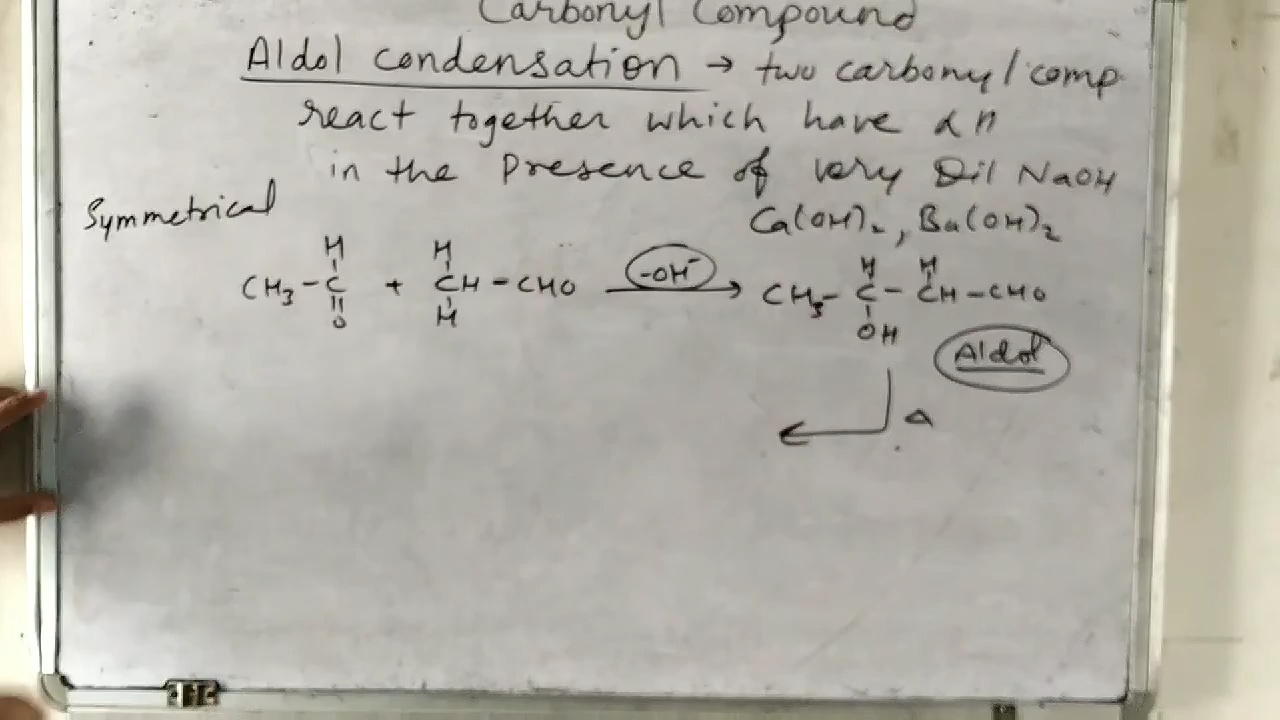 Carbonyl Compound
Aldol condensation → two carbonyl comp
react together which have α H
in the Presence of very Dil NaOH
Symmetrical
Ca(OH)₂, Ba(OH)₂
H H H H
CH₃-C + CH-CHO -OH⁻ → CH₃-C-CH-CHO
O H OH
Aldol
Δ